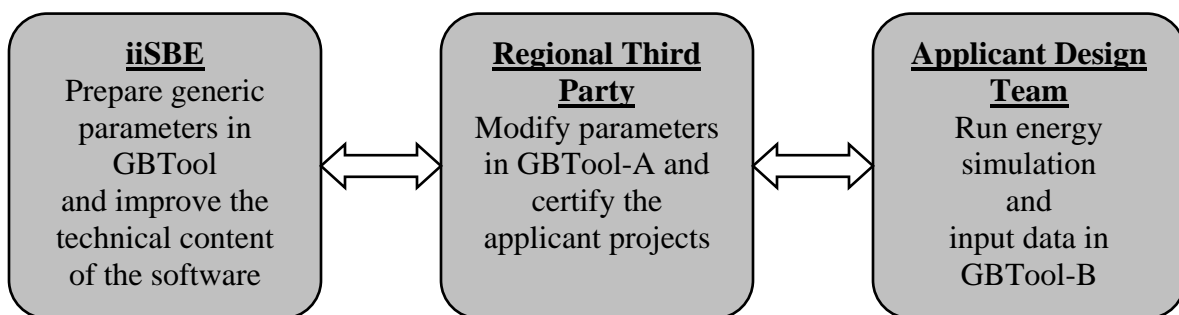 iiSBE
Prepare generic
parameters in
GBTool
and improve the
technical content
of the software
Regional Third
Party
Modify parameters
in GBTool-A and
certify the
applicant projects
Applicant Design
Team
Run energy
simulation
and
input data in
GBTool-B